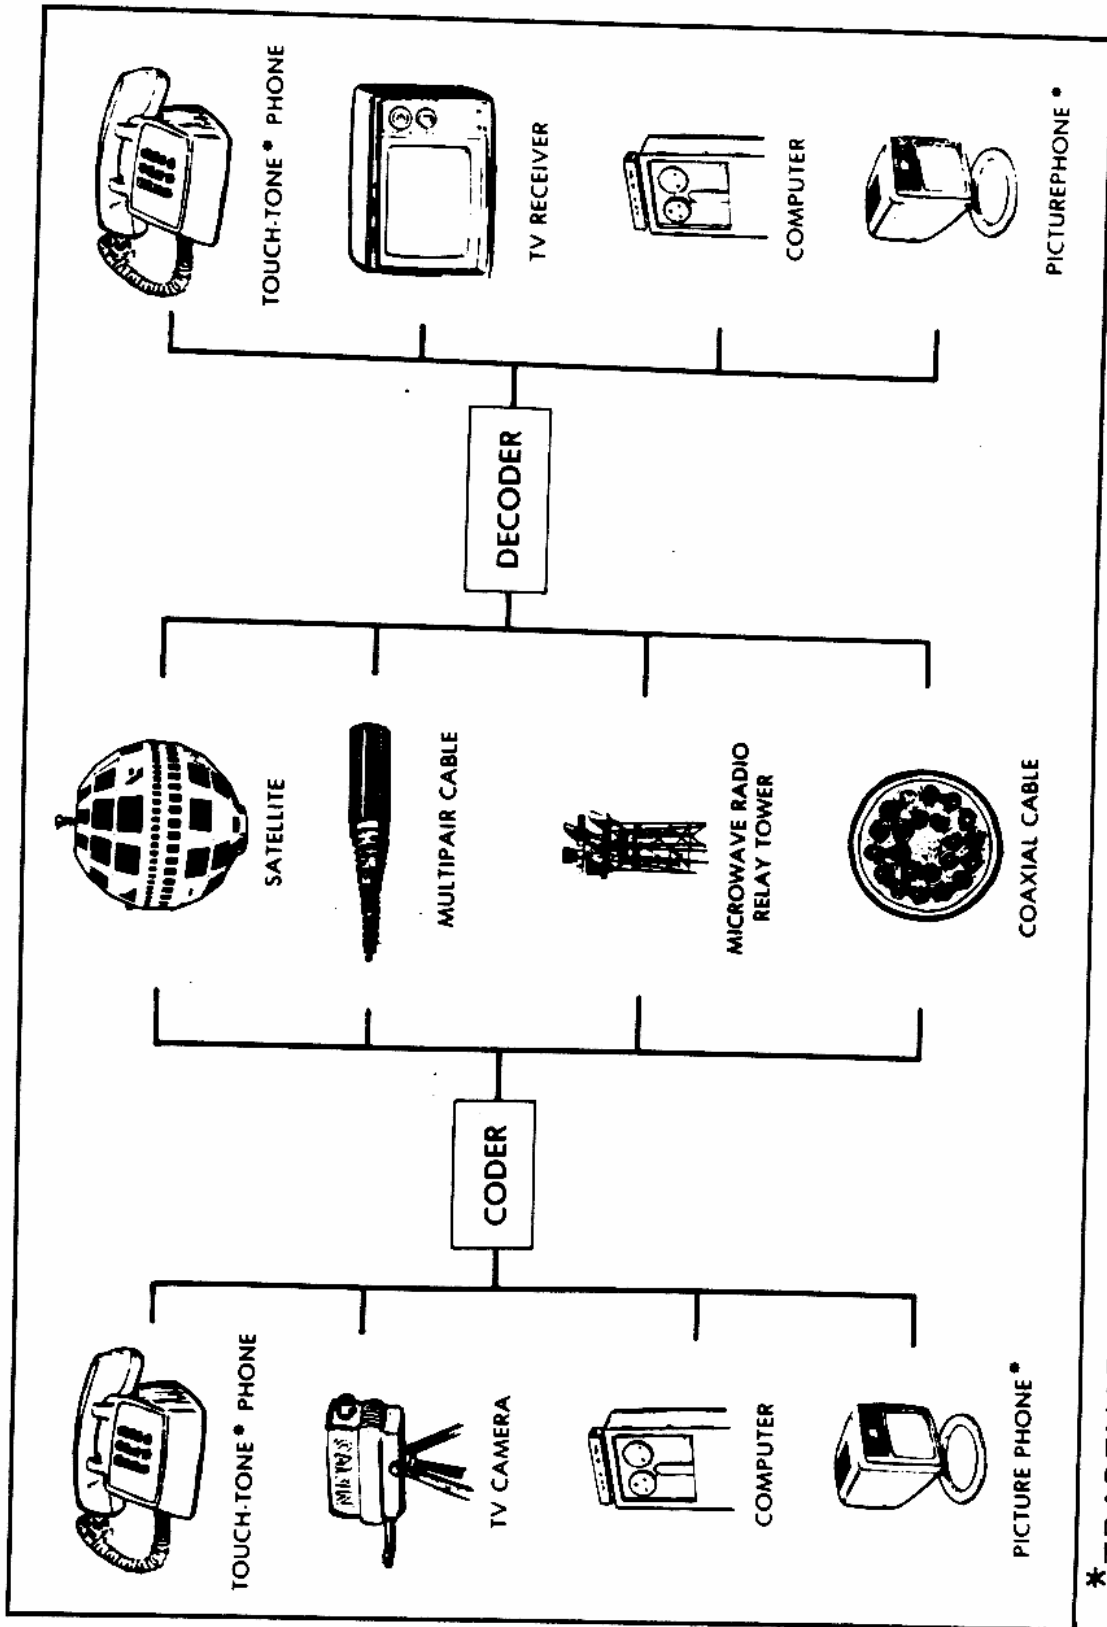 TOUCH-TONE* PHONE
TV CAMERA
COMPUTER
PICTURE PHONE*
CODER
SATELLITE
MULTIPAIR CABLE
MICROWAVE RADIO
RELAY TOWER
COAXIAL CABLE
DECODER
TOUCH-TONE* PHONE
TV RECEIVER
COMPUTER
PICTUREPHONE*